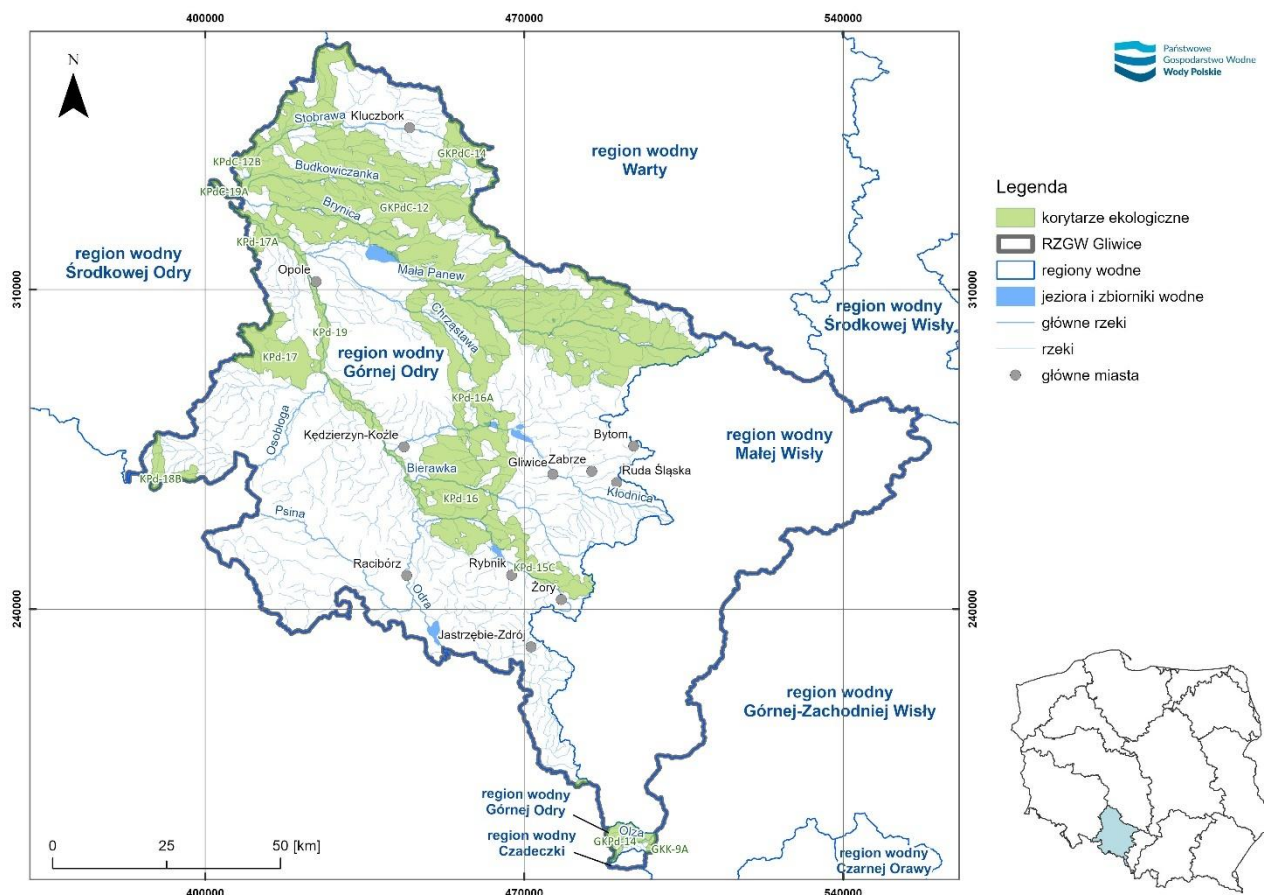 400000
470000
540000
N
Państwowe
Gospodarstwo Wodne
Wody Polskie
Stobrawa
Kluczbork
KPdC-12B
GKPdC-14
region wodny
Warty
Budkowiczanka
KPdC-19A
GKPdC-12
Brynica
KPd-17A
region wodny
Środkowej Odry
Opole
Mała Panew
310000
310000
Chrząstawa
region wodny
Środkowej Wisły
KPd-19
KPd-17
region wodny
Górnej Odry
KPd-16A
Osobłoga
Kędzierzyn-Koźle
Bytom
region wodny
Małej Wisły
Gliwice
Zabrze
Ruda Śląska
Bierawka
KPd-18B
KPd-16
Kłodnica
Psina
Racibórz
Rybnik
KPd-15C
Odra
Żory
240000
240000
Jastrzębie-Zdrój
region wodny
Górnej-Zachodniej Wisły
region wodny
Górnej Odry
Olza
GKPd-14
GKK-9A
region wodny
Czadeczki
region wodny
Czarnej Orawy
0
25
50 [km]
400000
470000
540000
Legenda
korytarze ekologiczne
RZGW Gliwice
regiony wodne
jeziora i zbiorniki wodne
główne rzeki
rzeki
główne miasta